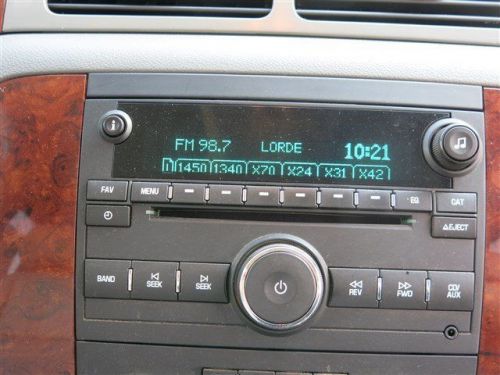 FM 98.7 LORDE 10:21
1450 1340 X70 X24 X31 X42
FAV MENU EQ CAT
EJECT
BAND SEEK SEEK REV FWD CD/
AUX